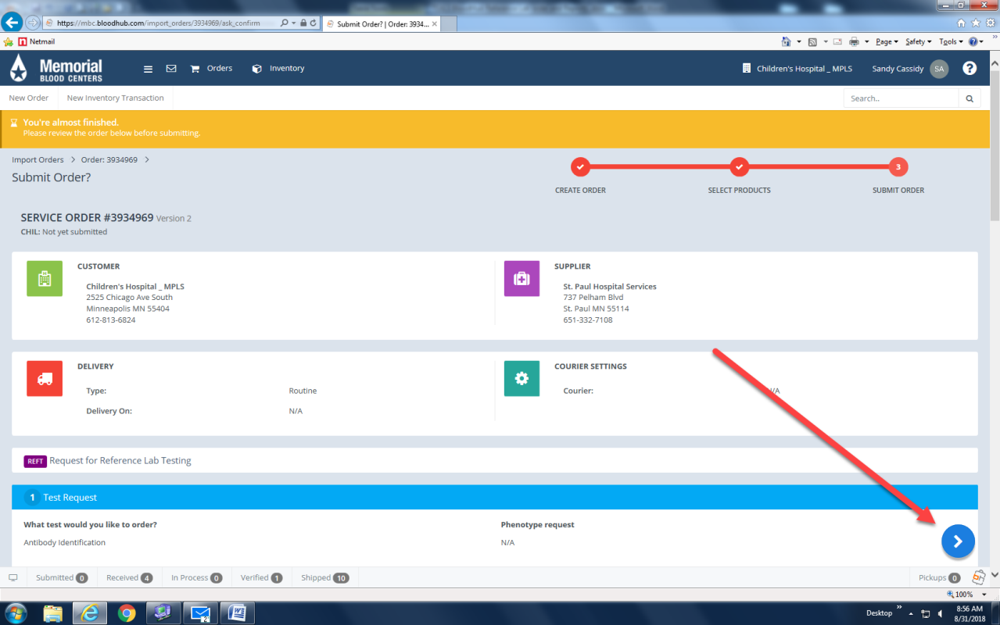 https://mbc.bloodhub.com/import_orders/3934969/ask_confirm
Submit Order? | Order: 3934...
Netmail
Page Safety Tools
Memorial
BLOOD CENTERS
Orders Inventory
Children's Hospital _ MPLS Sandy Cassidy SA ?
New Order New Inventory Transaction Search..
You're almost finished.
Please review the order below before submitting.
Import Orders > Order: 3934969 >
Submit Order?
3
CREATE ORDER SELECT PRODUCTS SUBMIT ORDER
SERVICE ORDER #3934969 Version 2
CHIL: Not yet submitted
CUSTOMER
Children's Hospital _ MPLS
2525 Chicago Ave South
Minneapolis MN 55404
612-813-6824
SUPPLIER
St. Paul Hospital Services
737 Pelham Blvd
St. Paul MN 55114
651-332-7108
DELIVERY
Type: Routine
Delivery On: N/A
COURIER SETTINGS
Courier: /A
REFT Request for Reference Lab Testing
1 Test Request
What test would you like to order?
Antibody Identification
Phenotype request
N/A
Submitted 0 Received 4 In Process 0 Verified 1 Shipped 10 Pickups 0
100%
Desktop
8:56 AM
8/31/2018